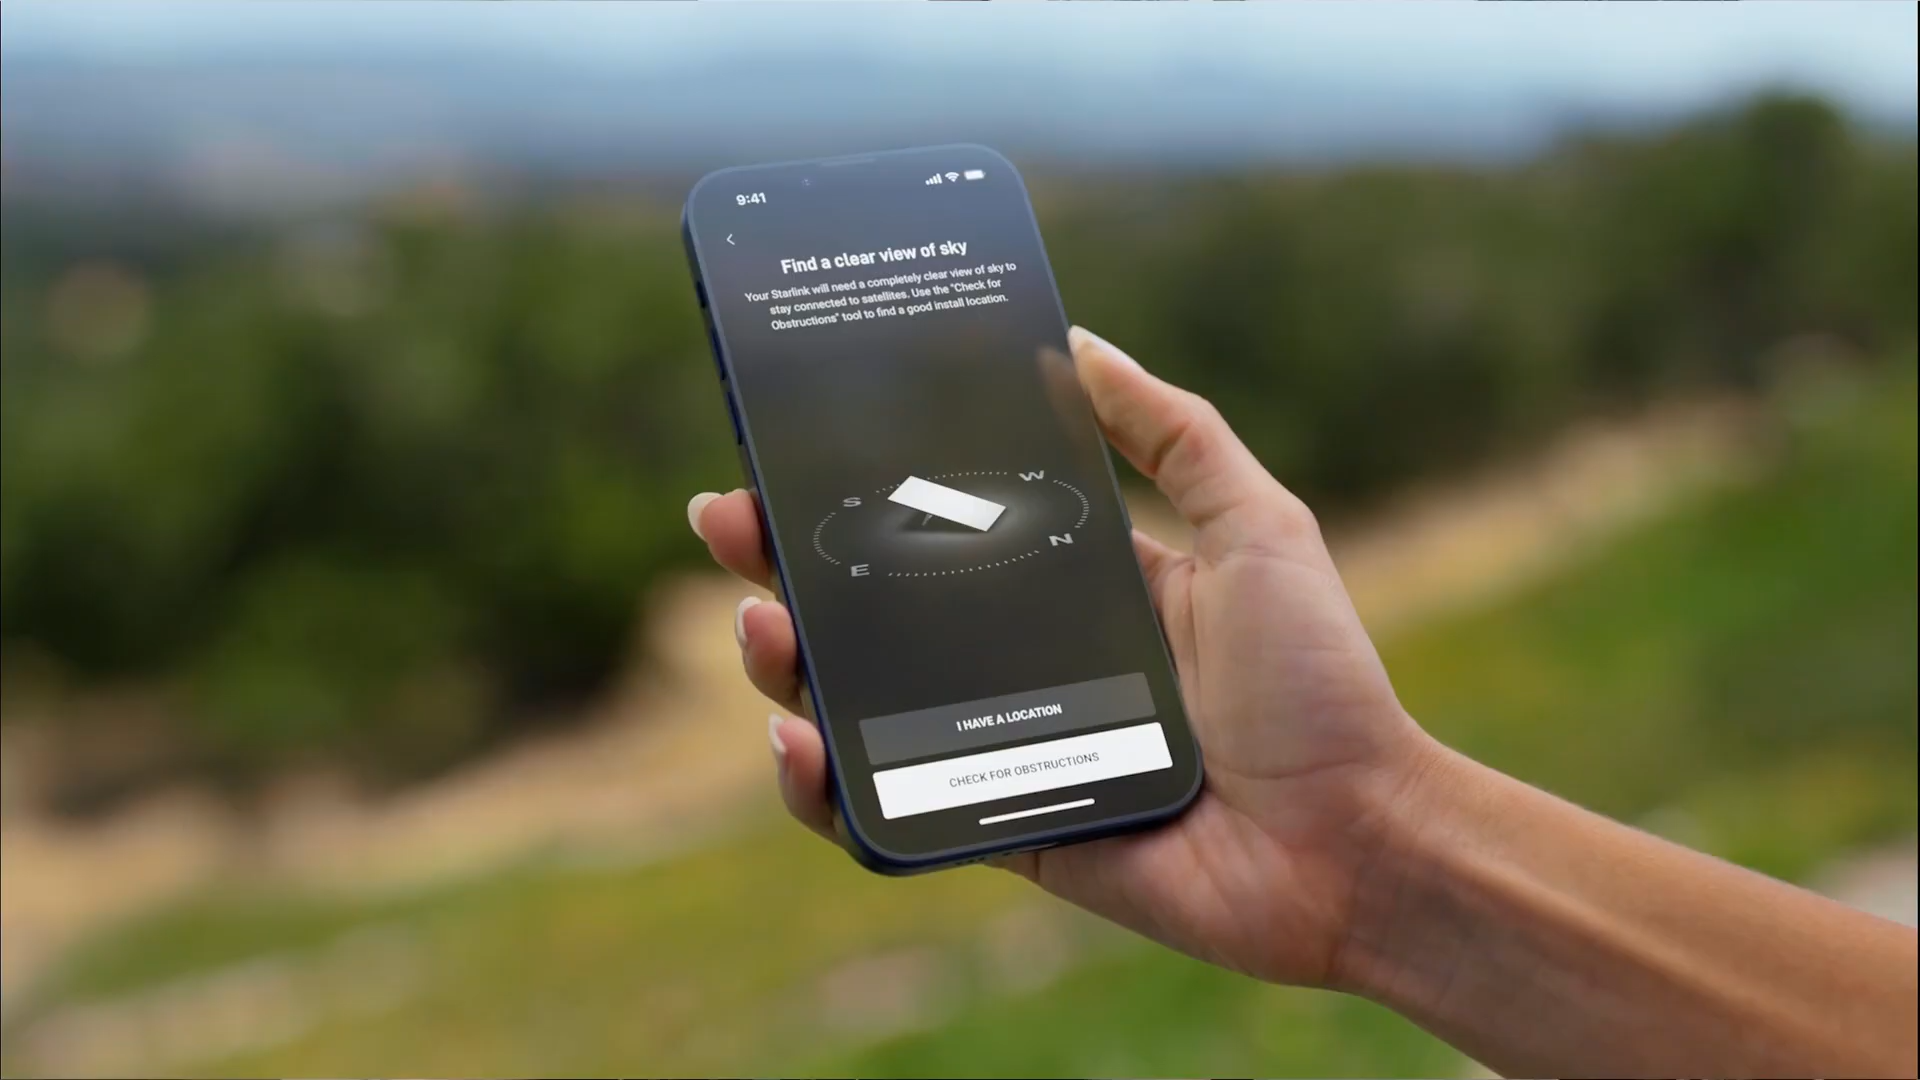 9:41
Find a clear view of sky
Your Starlink will need a completely clear view of sky to
stay connected to satellites. Use the "Check for
Obstructions" tool to find a good install location.
S
W
E
N
I HAVE A LOCATION
CHECK FOR OBSTRUCTIONS